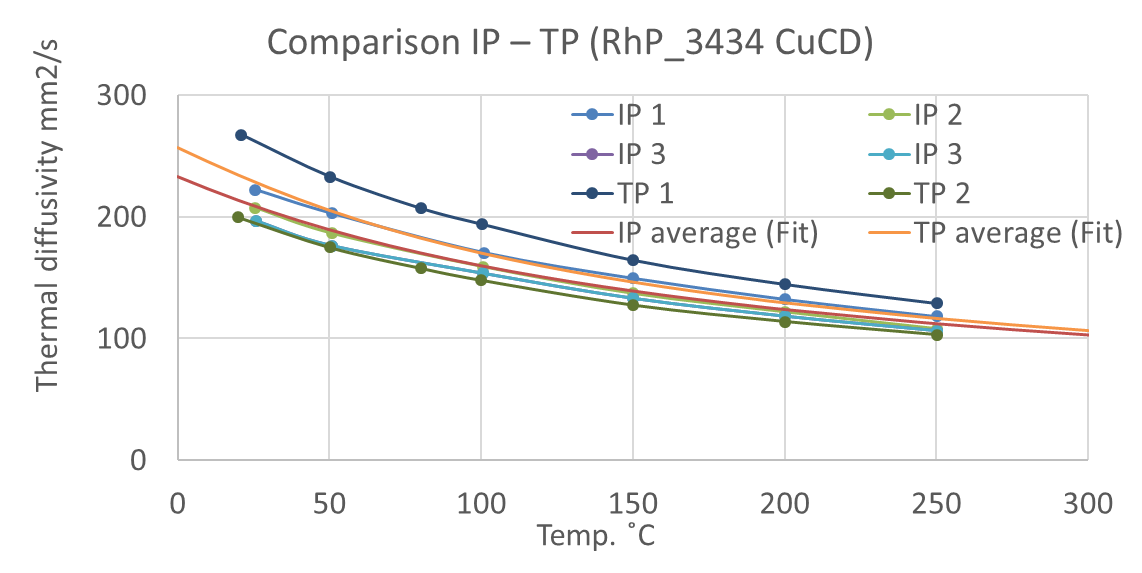 Comparison IP – TP (RhP_3434 CuCD)
Thermal diffusivity mm2/s
300
200
100
0
IP 1
IP 2
IP 3
IP 3
TP 1
TP 2
IP average (Fit)
TP average (Fit)
0 50 100 150 200 250 300
Temp. ˚C